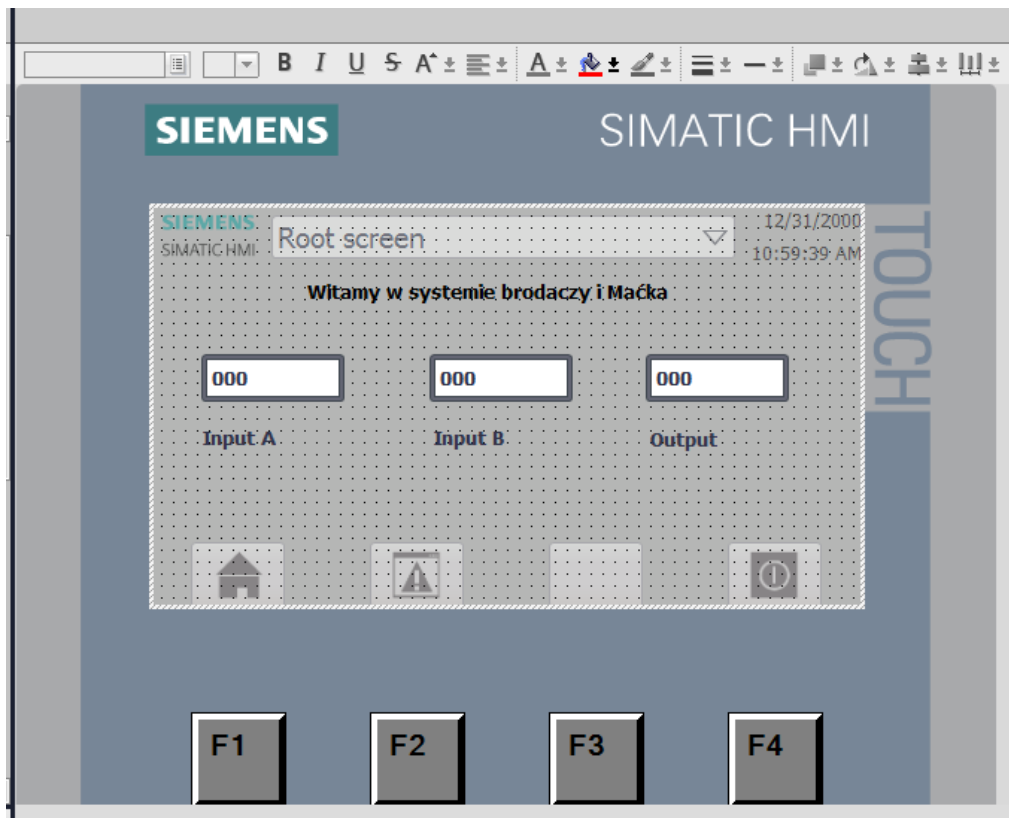 B I U S A A
SIEMENS SIMATIC HMI
SIEMENS
SIMATIC HMI
Root screen
12/31/2000
10:59:39 AM
TOUCH
Witamy w systemie brodaczy i Maćka
000 000 000
Input A Input B Output
F1 F2 F3 F4